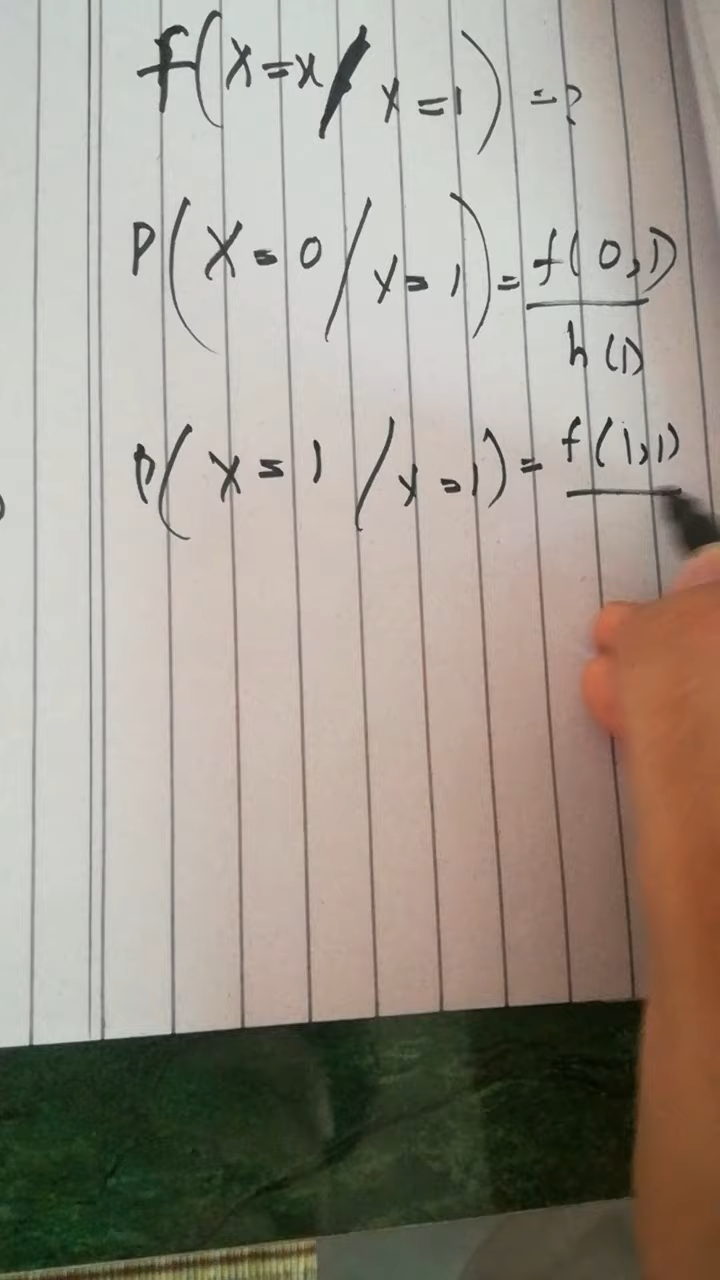 f(X=x/Y=1) = ?
P(X=0/Y=1) = f(0,1)
h(1)
P(X=1/Y=1) = f(1,1)